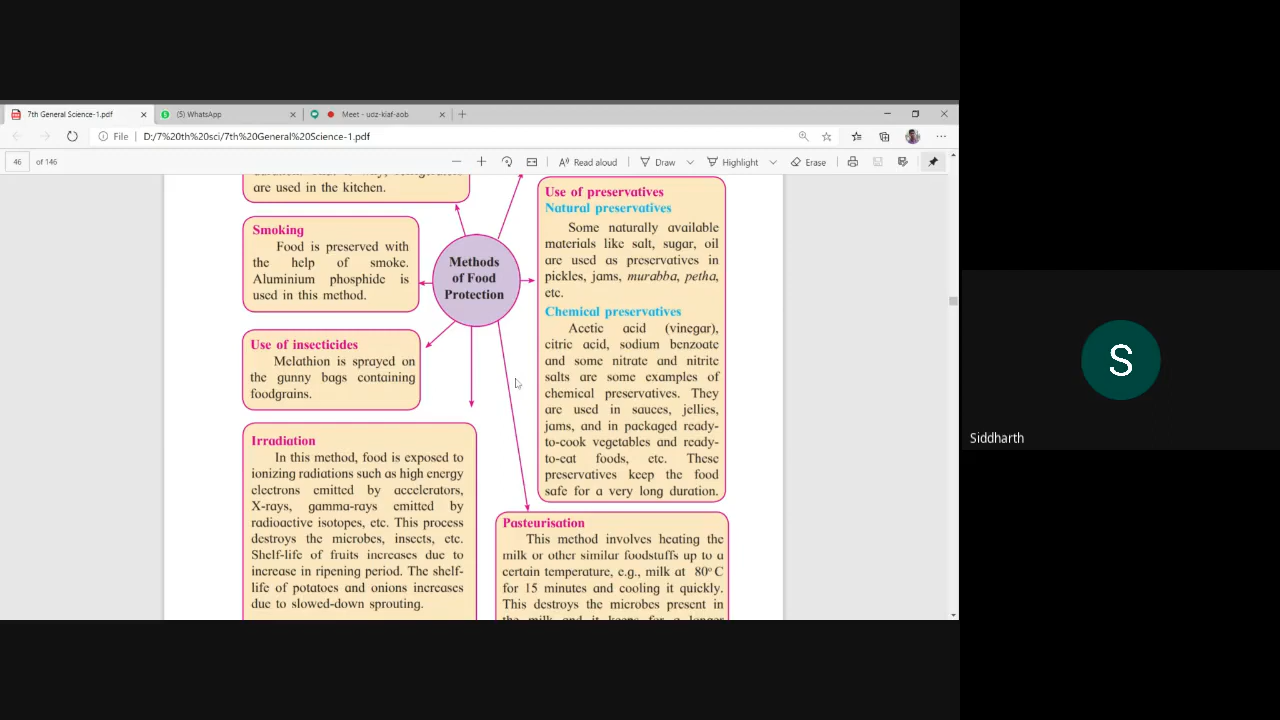 7th General Science-1.pdf
(5) WhatsApp
Meet - udz-kiaf-aob
File
D:/7%20th%20sci/7th%20General%20Science-1.pdf
46
of 146
Read aloud
Draw
Highlight
Erase
are used in the kitchen.
Smoking
Food is preserved with
the help of smoke.
Aluminium phosphide is
used in this method.
Use of insecticides
Melathion is sprayed on
the gunny bags containing
foodgrains.
Irradiation
In this method, food is exposed to
ionizing radiations such as high energy
electrons emitted by accelerators,
X-rays, gamma-rays emitted by
radioactive isotopes, etc. This process
destroys the microbes, insects, etc.
Shelf-life of fruits increases due to
increase in ripening period. The shelf-
life of potatoes and onions increases
due to slowed-down sprouting.
Methods
of Food
Protection
Use of preservatives
Natural preservatives
Some naturally available
materials like salt, sugar, oil
are used as preservatives in
pickles, jams, murabba, petha,
etc.
Chemical preservatives
Acetic acid (vinegar),
citric acid, sodium benzoate
and some nitrate and nitrite
salts are some examples of
chemical preservatives. They
are used in sauces, jellies,
jams, and in packaged ready-
to-cook vegetables and ready-
to-eat foods, etc. These
preservatives keep the food
safe for a very long duration.
Pasteurisation
This method involves heating the
milk or other similar foodstuffs up to a
certain temperature, e.g., milk at 80°C
for 15 minutes and cooling it quickly.
This destroys the microbes present in
the milk and it keeps for a longer
S
Siddharth